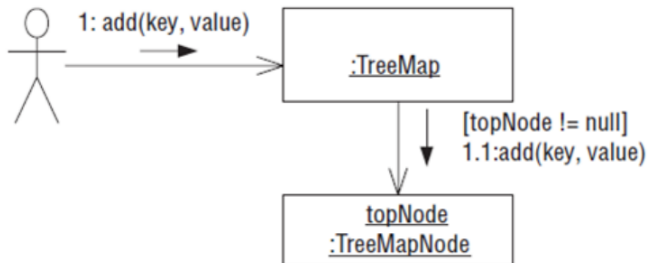 1: add(key, value)
:TreeMap
[topNode != null]
1.1:add(key, value)
topNode
:TreeMapNode